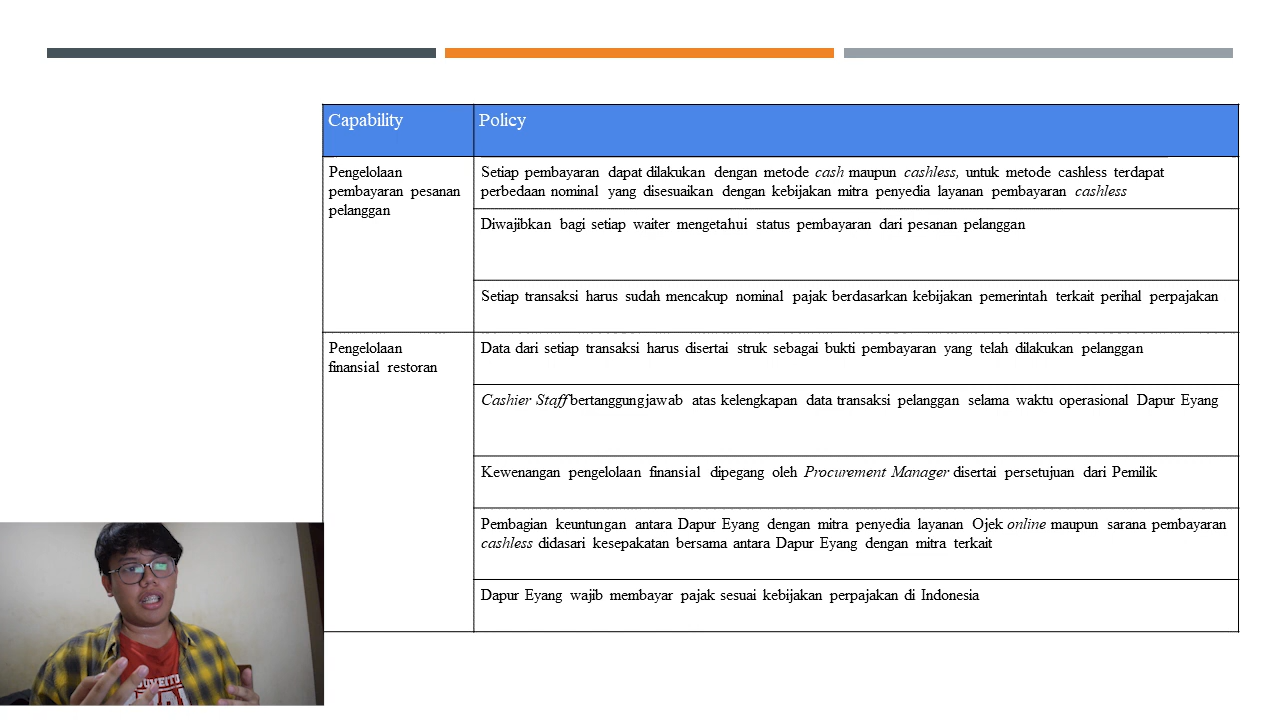 Capability
Policy
Pengelolaan
pembayaran pesanan
pelanggan
Setiap pembayaran dapat dilakukan dengan metode cash maupun cashless, untuk metode cashless terdapat
perbedaan nominal yang disesuaikan dengan kebijakan mitra penyedia layanan pembayaran cashless
Diwajibkan bagi setiap waiter mengetahui status pembayaran dari pesanan pelanggan
Setiap transaksi harus sudah mencakup nominal pajak berdasarkan kebijakan pemerintah terkait perihal perpajakan
Pengelolaan
finansial restoran
Data dari setiap transaksi harus disertai struk sebagai bukti pembayaran yang telah dilakukan pelanggan
Cashier Staff bertanggungjawab atas kelengkapan data transaksi pelanggan selama waktu operasional Dapur Eyang
Kewenangan pengelolaan finansial dipegang oleh Procurement Manager disertai persetujuan dari Pemilik
Pembagian keuntungan antara Dapur Eyang dengan mitra penyedia layanan Ojek online maupun sarana pembayaran
cashless didasari kesepakatan bersama antara Dapur Eyang dengan mitra terkait
Dapur Eyang wajib membayar pajak sesuai kebijakan perpajakan di Indonesia